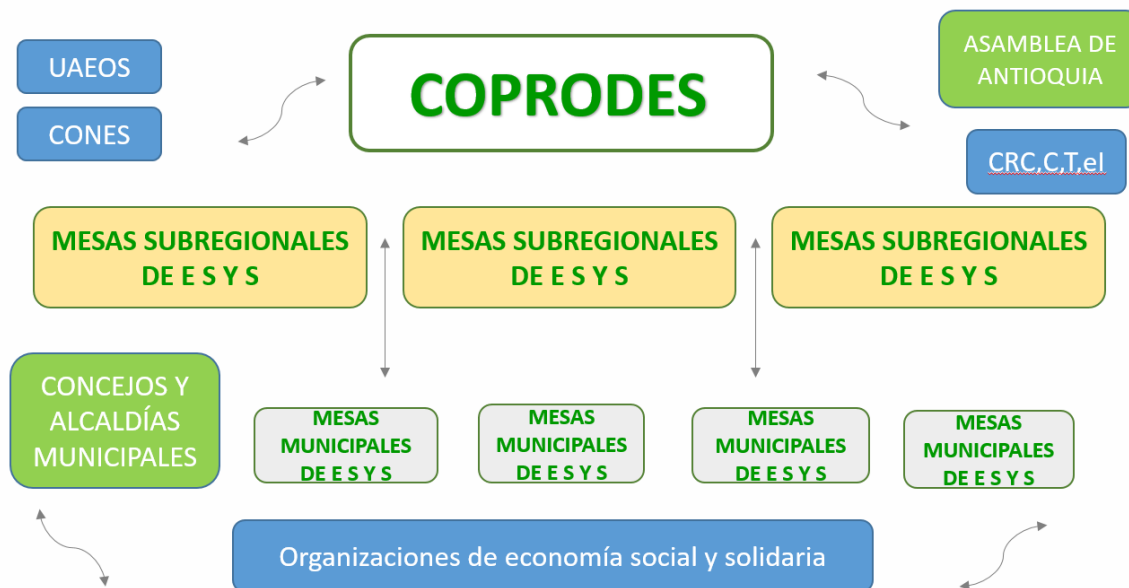 UAEOS
CONES
COPRODES
ASAMBLEA DE
ANTIOQUIA
CRC,C,T,eI
MESAS SUBREGIONALES
DE E S Y S
MESAS SUBREGIONALES
DE E S Y S
MESAS SUBREGIONALES
DE E S Y S
CONCEJOS Y
ALCALDÍAS
MUNICIPALES
MESAS
MUNICIPALES
DE E S Y S
MESAS
MUNICIPALES
DE E S Y S
MESAS
MUNICIPALES
DE E S Y S
MESAS
MUNICIPALES
DE E S Y S
Organizaciones de economía social y solidaria